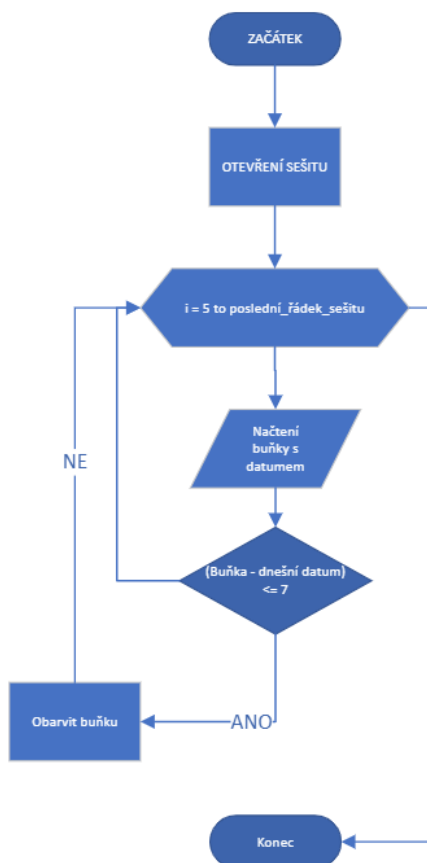 ZAČÁTEK
OTEVŘENÍ SEŠITU
i = 5 to poslední_řádek_sešitu
Načtení
buňky s
datumem
NE
(Buňka - dnešní datum)
<= 7
Obarvit buňku
ANO
Konec